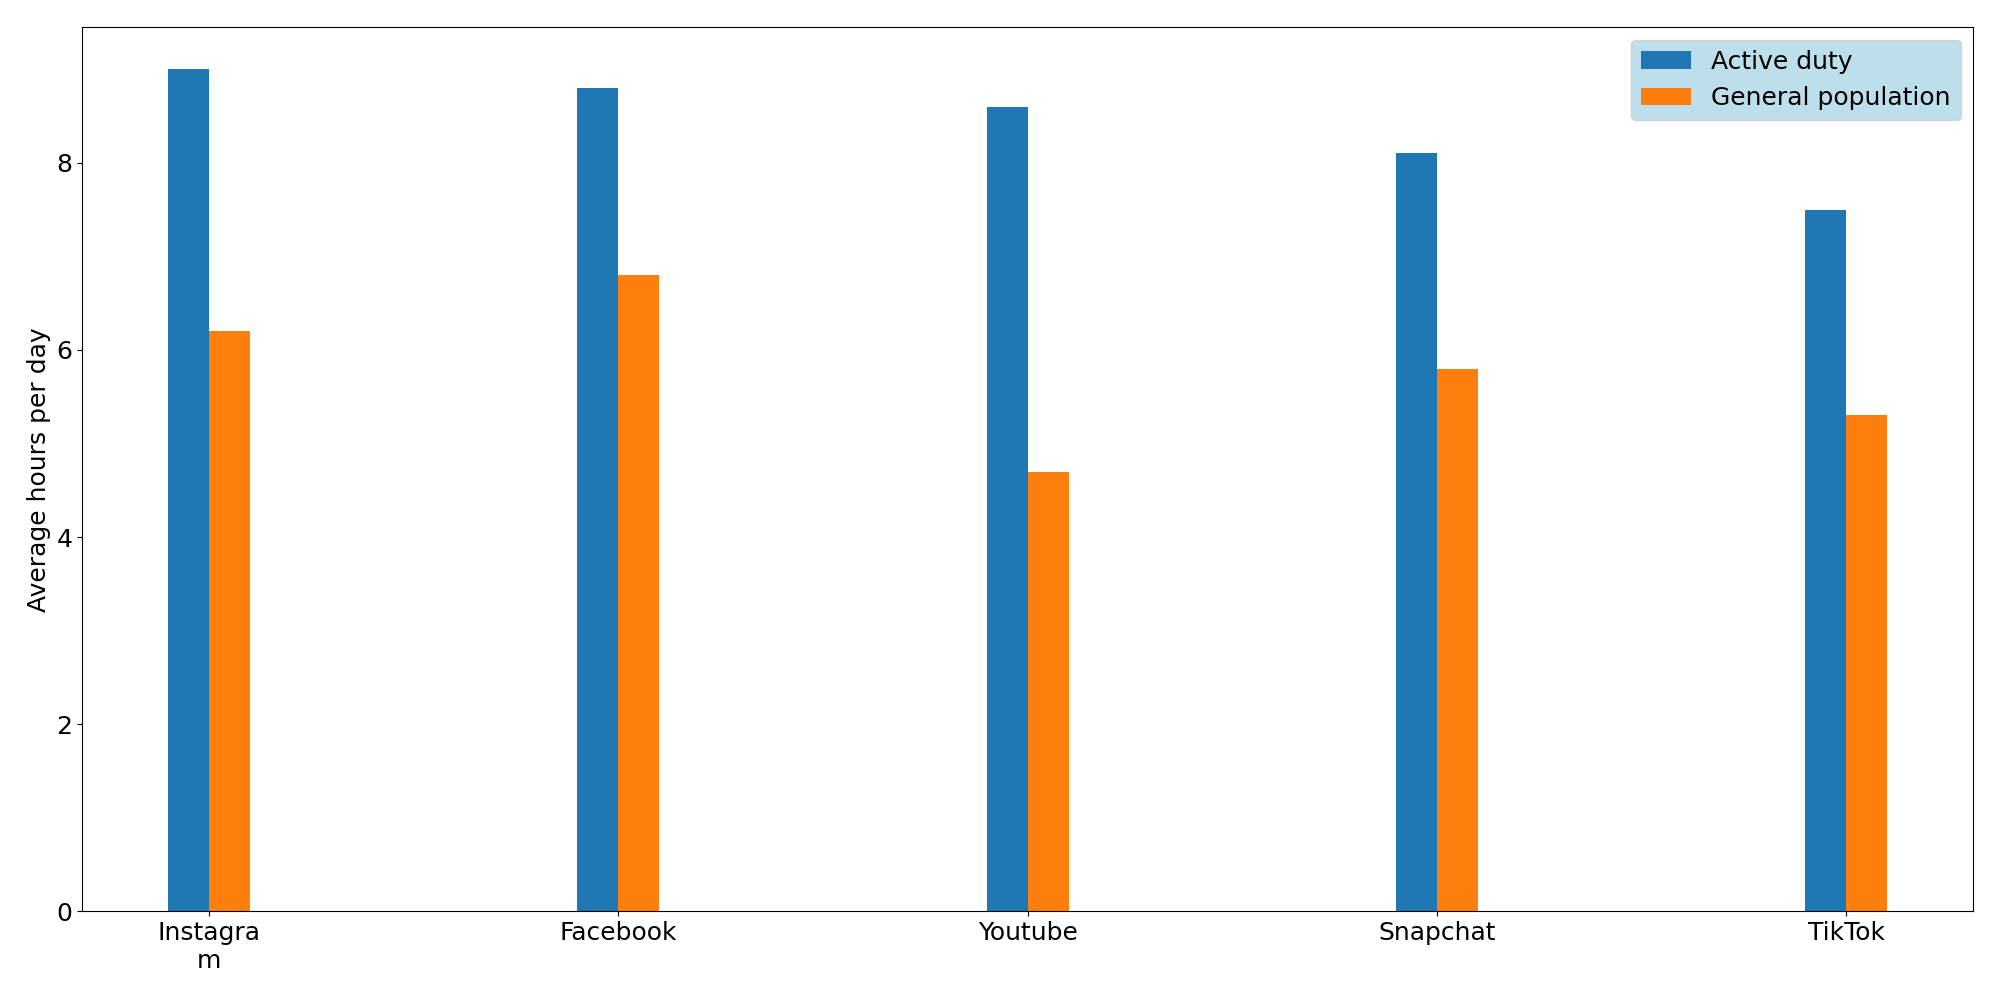 Active duty
General population
Average hours per day
8
6
4
2
0
Instagra
m
Facebook
Youtube
Snapchat
TikTok